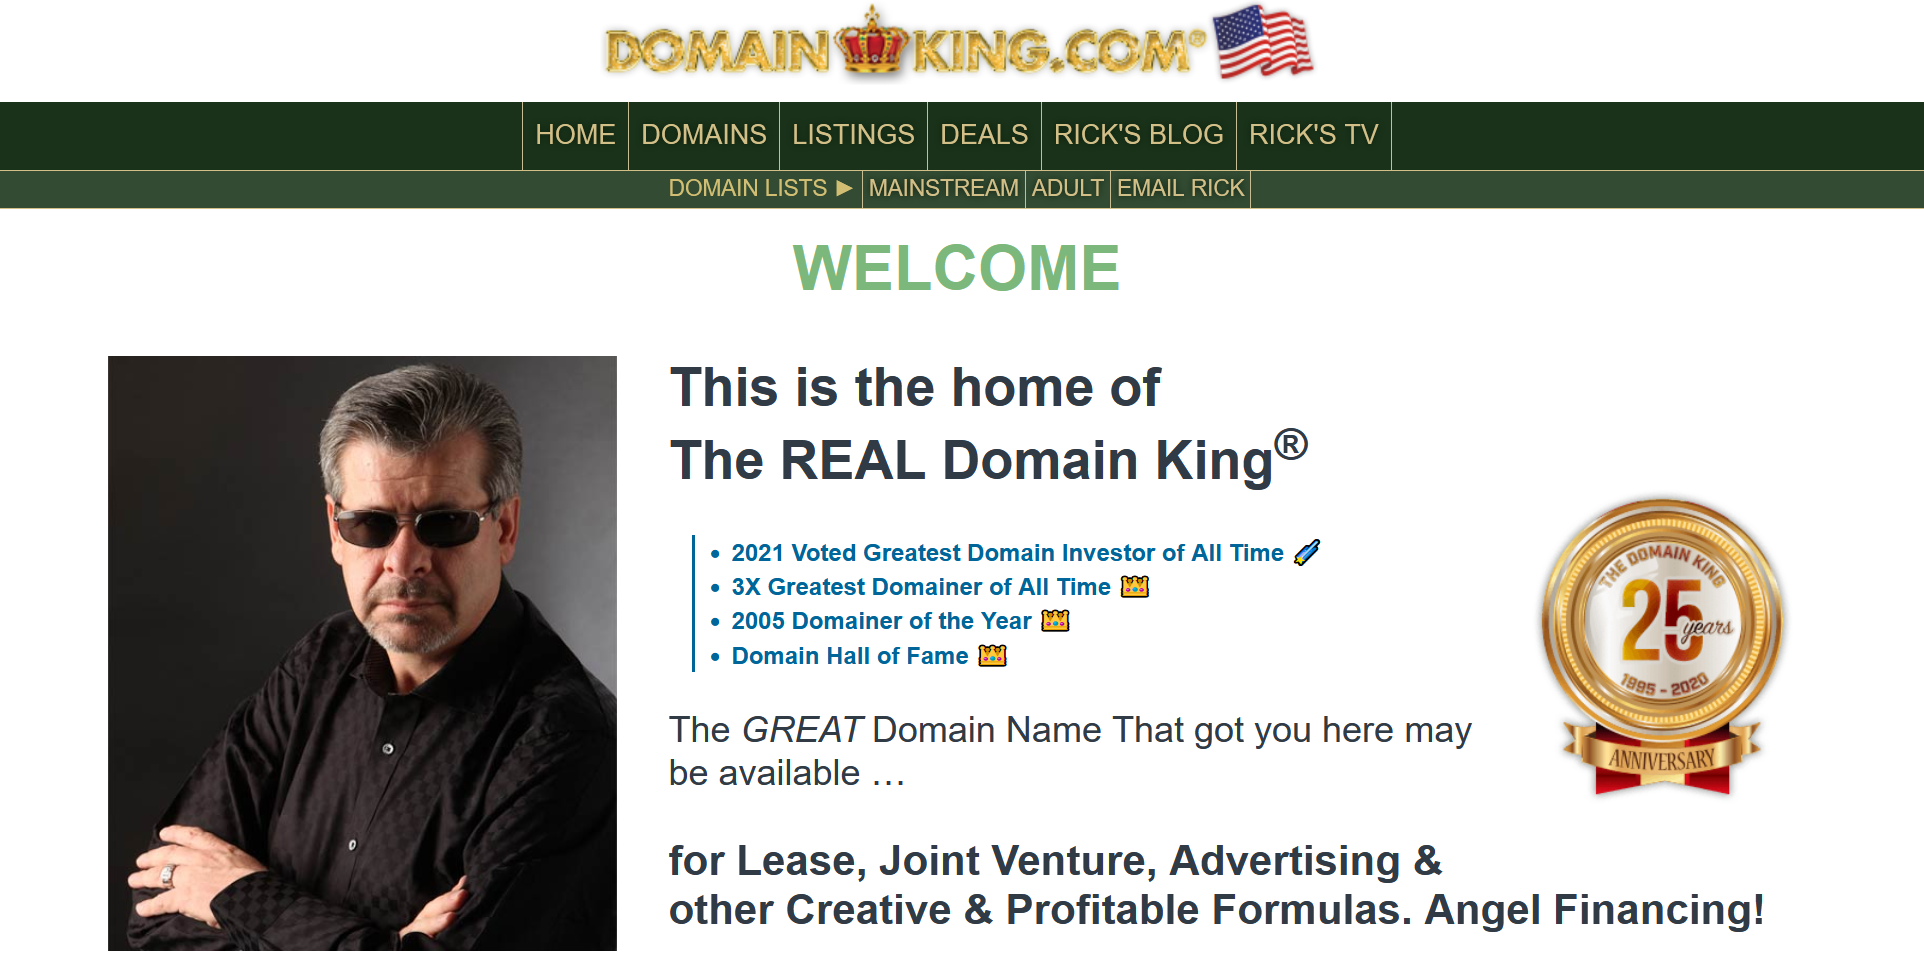 DOMAIN KING.COM®
HOME DOMAINS LISTINGS DEALS RICK'S BLOG RICK'S TV
DOMAIN LISTS ► MAINSTREAM ADULT EMAIL RICK
WELCOME
This is the home of
The REAL Domain King®
• 2021 Voted Greatest Domain Investor of All Time
• 3X Greatest Domainer of All Time
• 2005 Domainer of the Year
• Domain Hall of Fame
THE DOMAIN KING
25
years
1995 - 2020
ANNIVERSARY
The GREAT Domain Name That got you here may
be available …
for Lease, Joint Venture, Advertising &
other Creative & Profitable Formulas. Angel Financing!